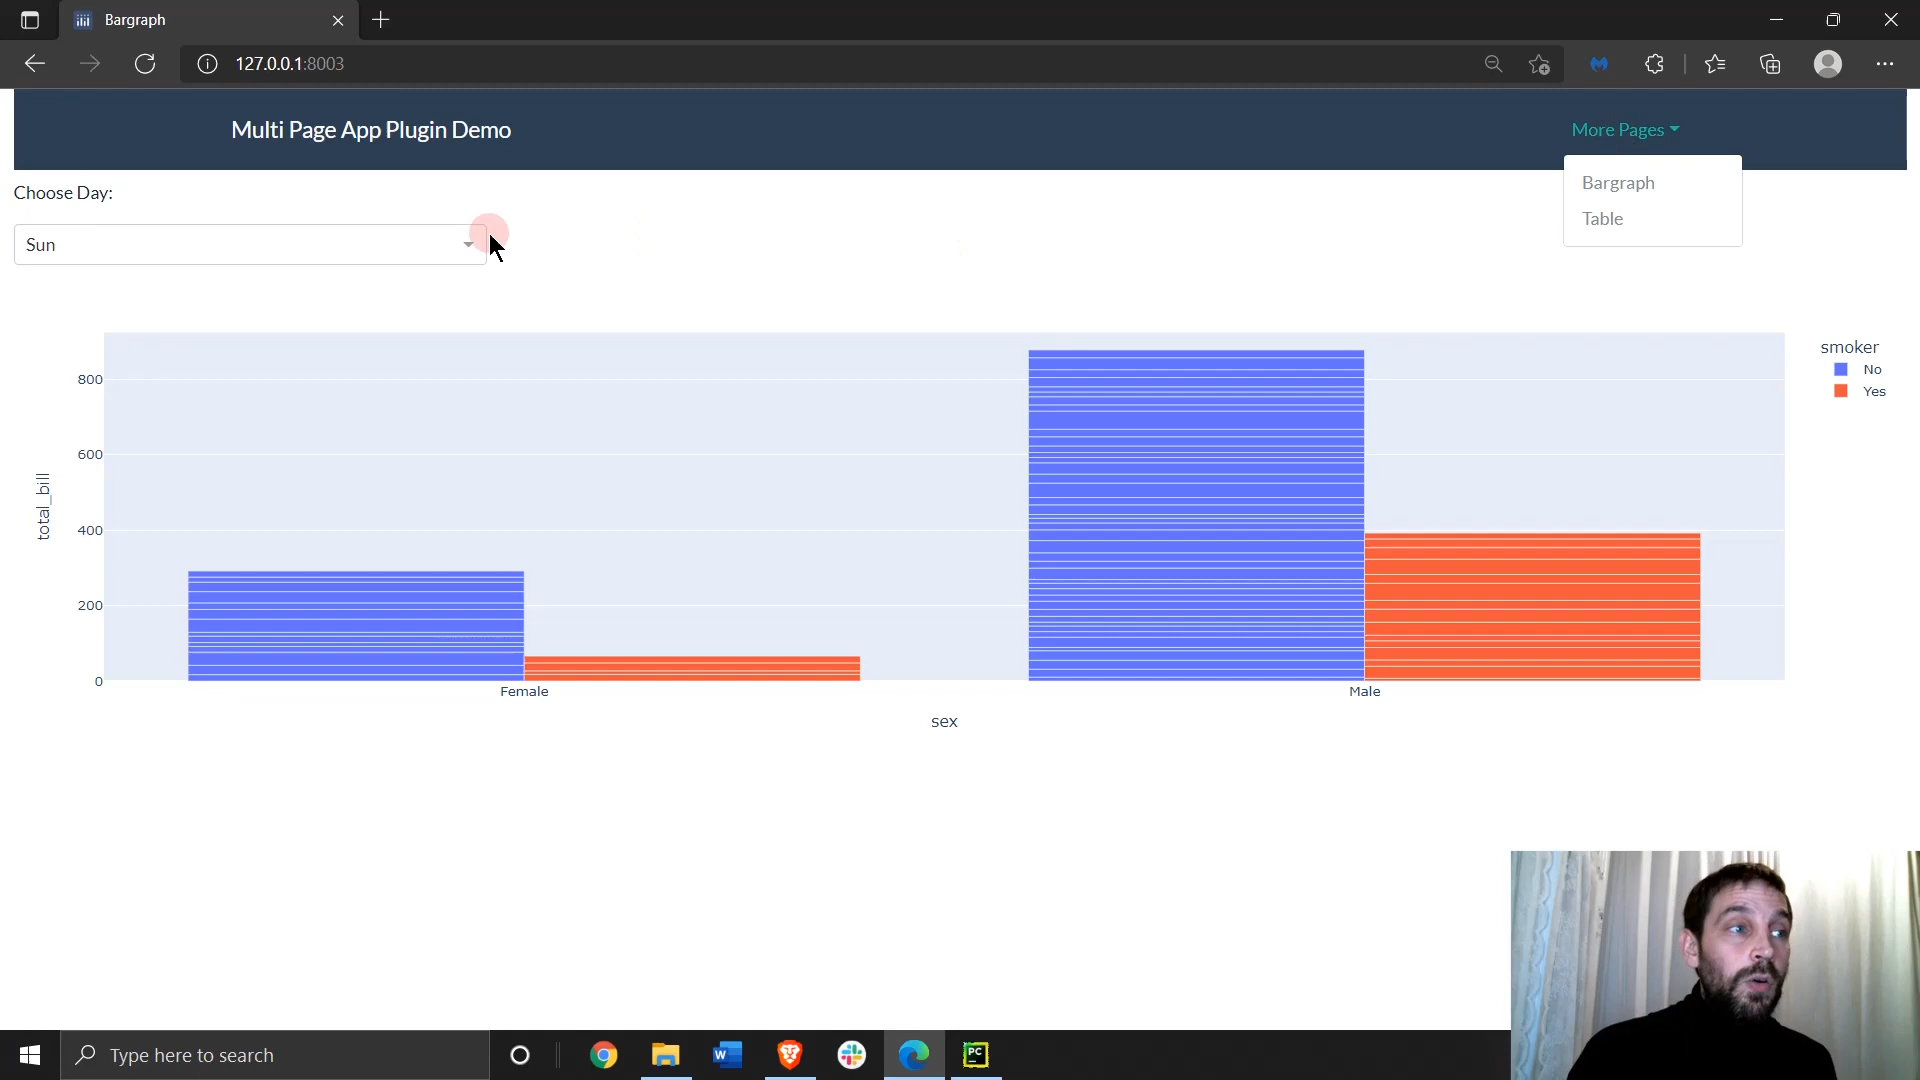 Bargraph
127.0.0.1:8003
Multi Page App Plugin Demo
More Pages
Bargraph
Table
Choose Day:
Sun
smoker
No
Yes
800
600
400
200
0
total_bill
Female
Male
sex
Type here to search
W
PC